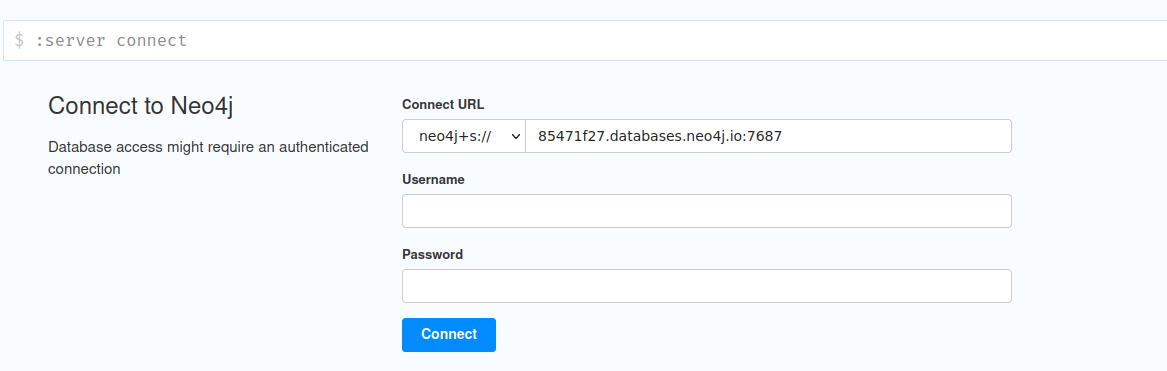 $ :server connect
Connect to Neo4j
Database access might require an authenticated
connection
Connect URL
neo4j+s:// 85471f27.databases.neo4j.io:7687
Username
Password
Connect